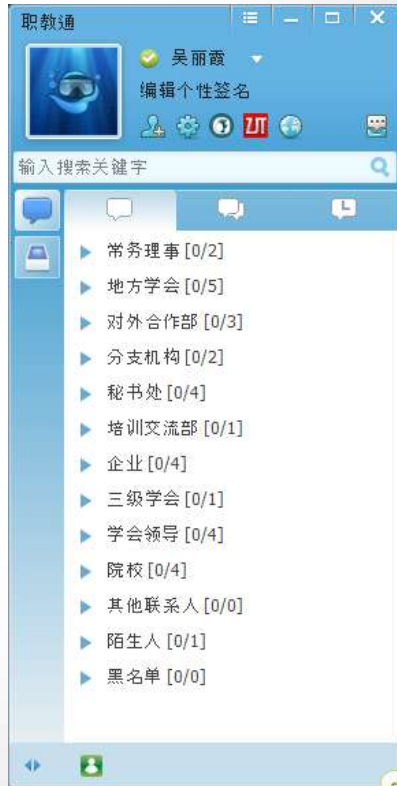 职教通
吴丽霞
编辑个性签名
输入搜索关键字
常务理事 [0/2]
地方学会 [0/5]
对外合作部 [0/3]
分支机构 [0/2]
秘书处 [0/4]
培训交流部 [0/1]
企业 [0/4]
三级学会 [0/1]
学会领导 [0/4]
院校 [0/4]
其他联系人 [0/0]
陌生人 [0/1]
黑名单 [0/0]